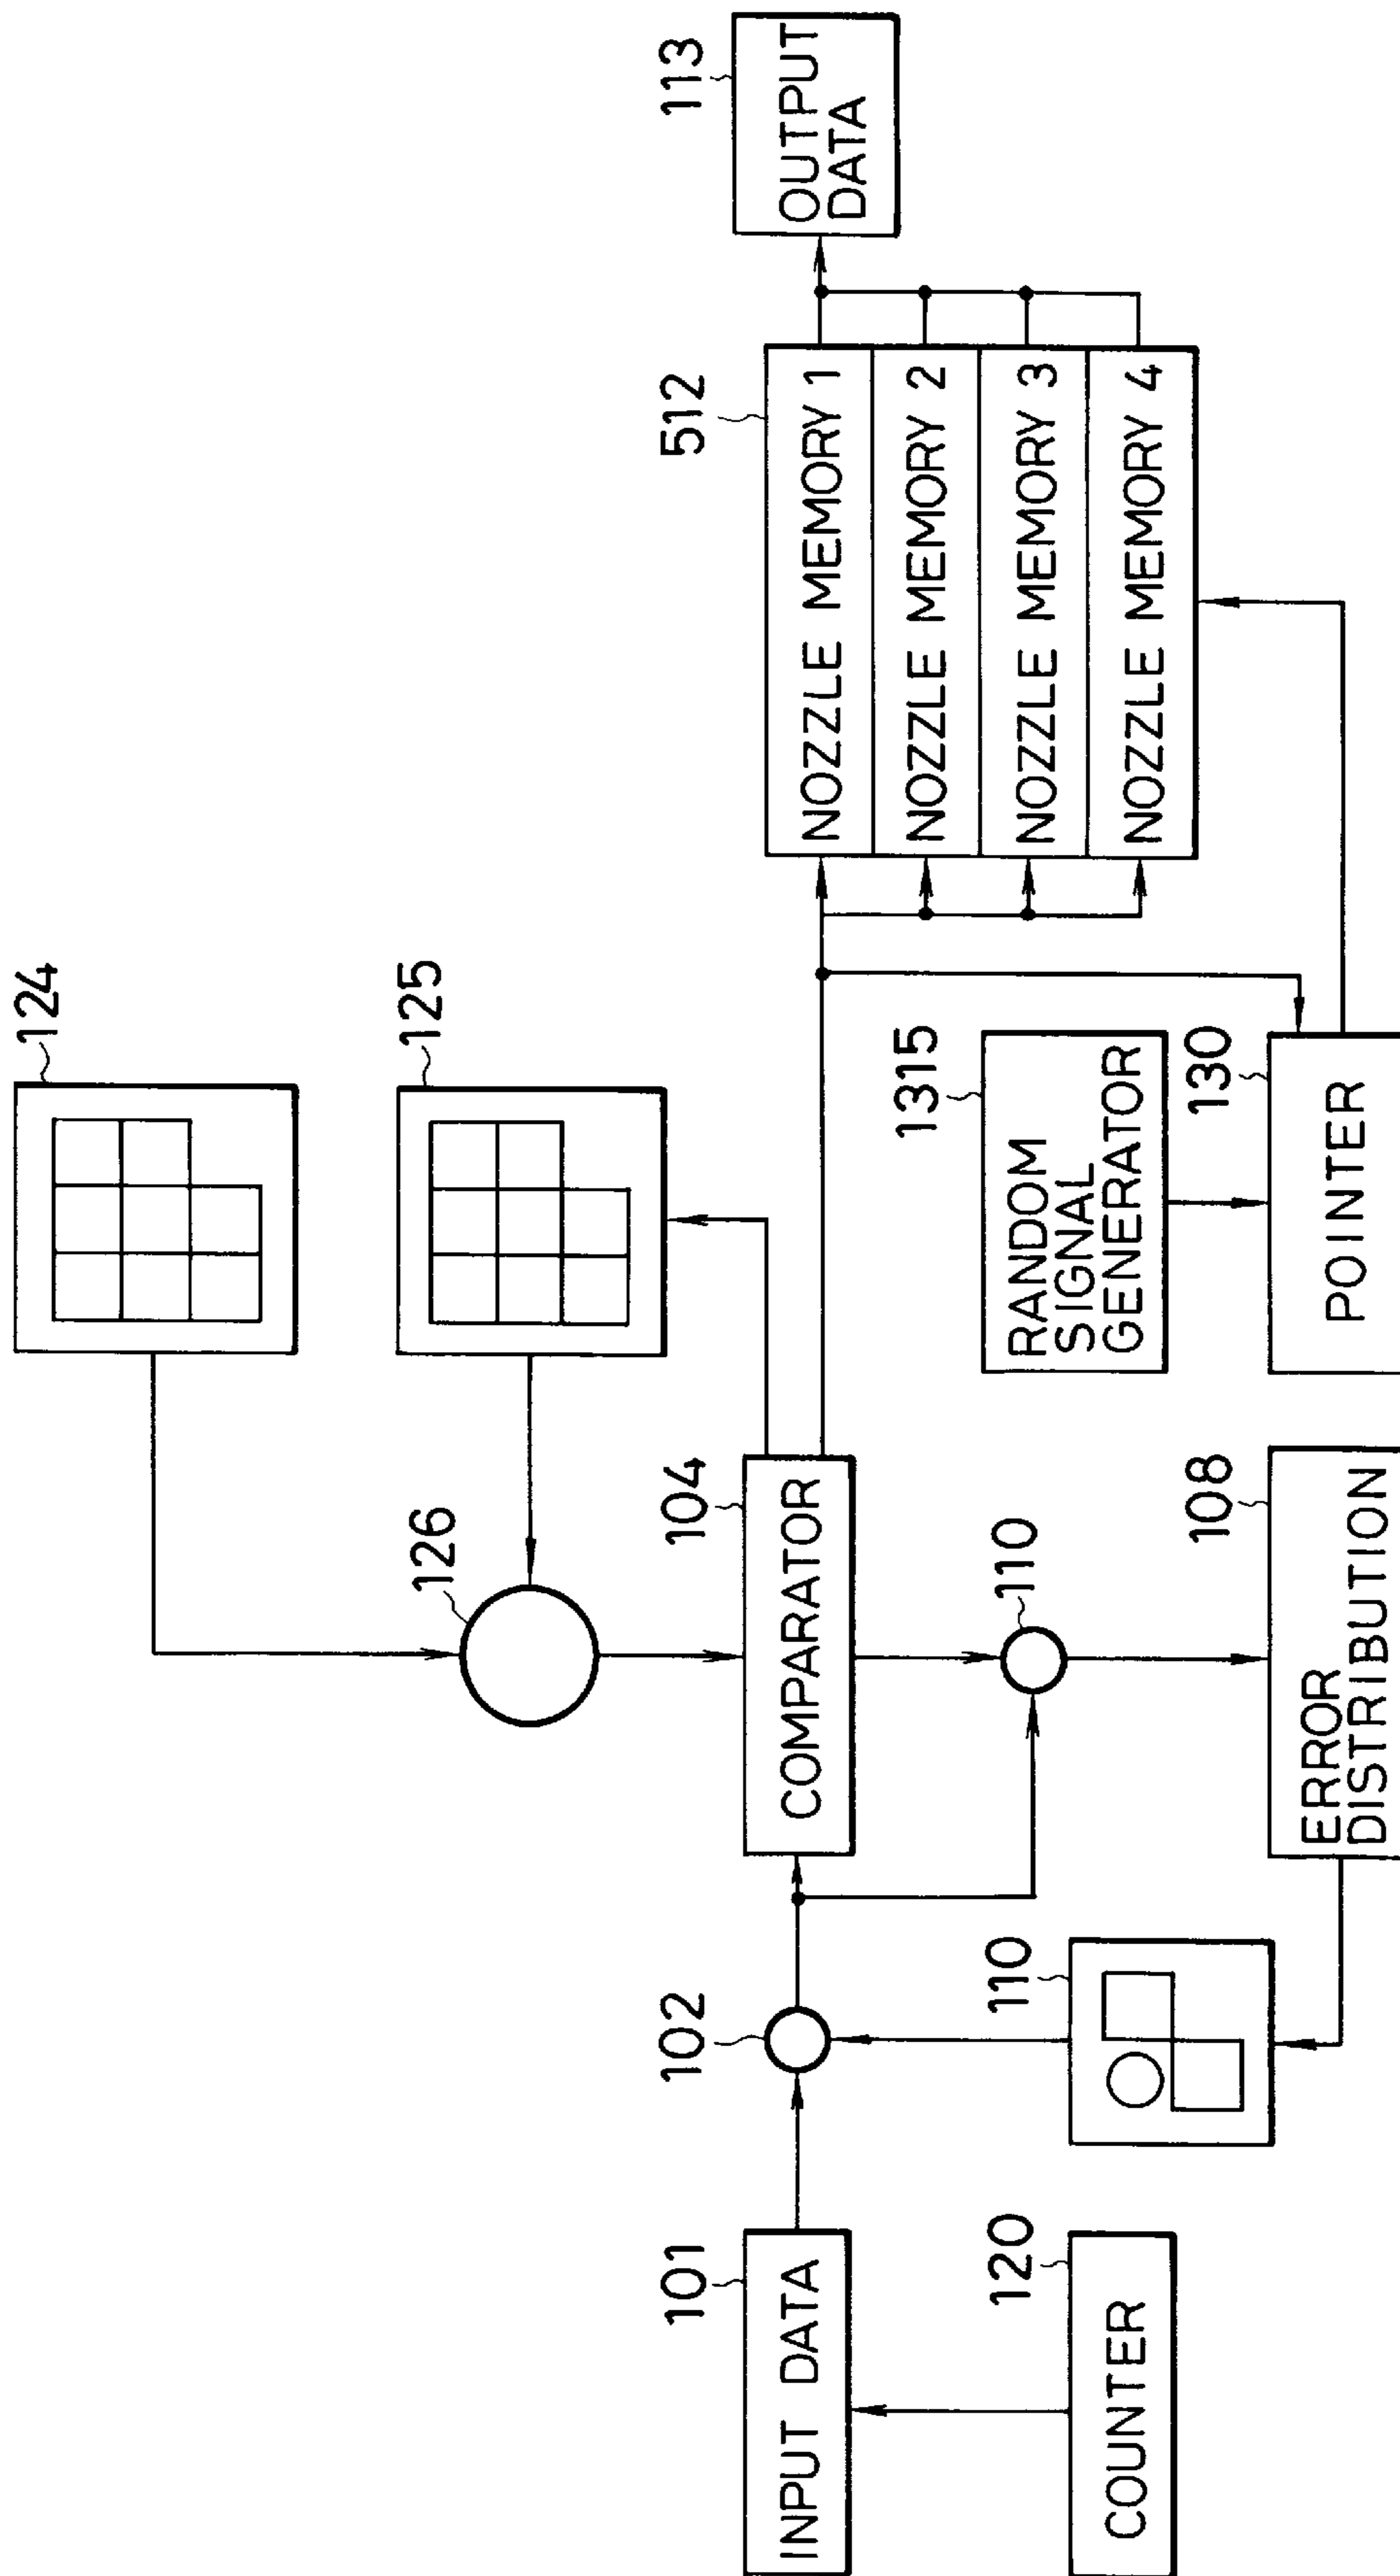 124
125
126
101
INPUT DATA
102
104
COMPARATOR
512
NOZZLE MEMORY 1
NOZZLE MEMORY 2
NOZZLE MEMORY 3
NOZZLE MEMORY 4
113
OUTPUT
DATA
120
COUNTER
110
110
1315
RANDOM
SIGNAL
GENERATOR
108
ERROR
DISTRIBUTION
130
POINTER